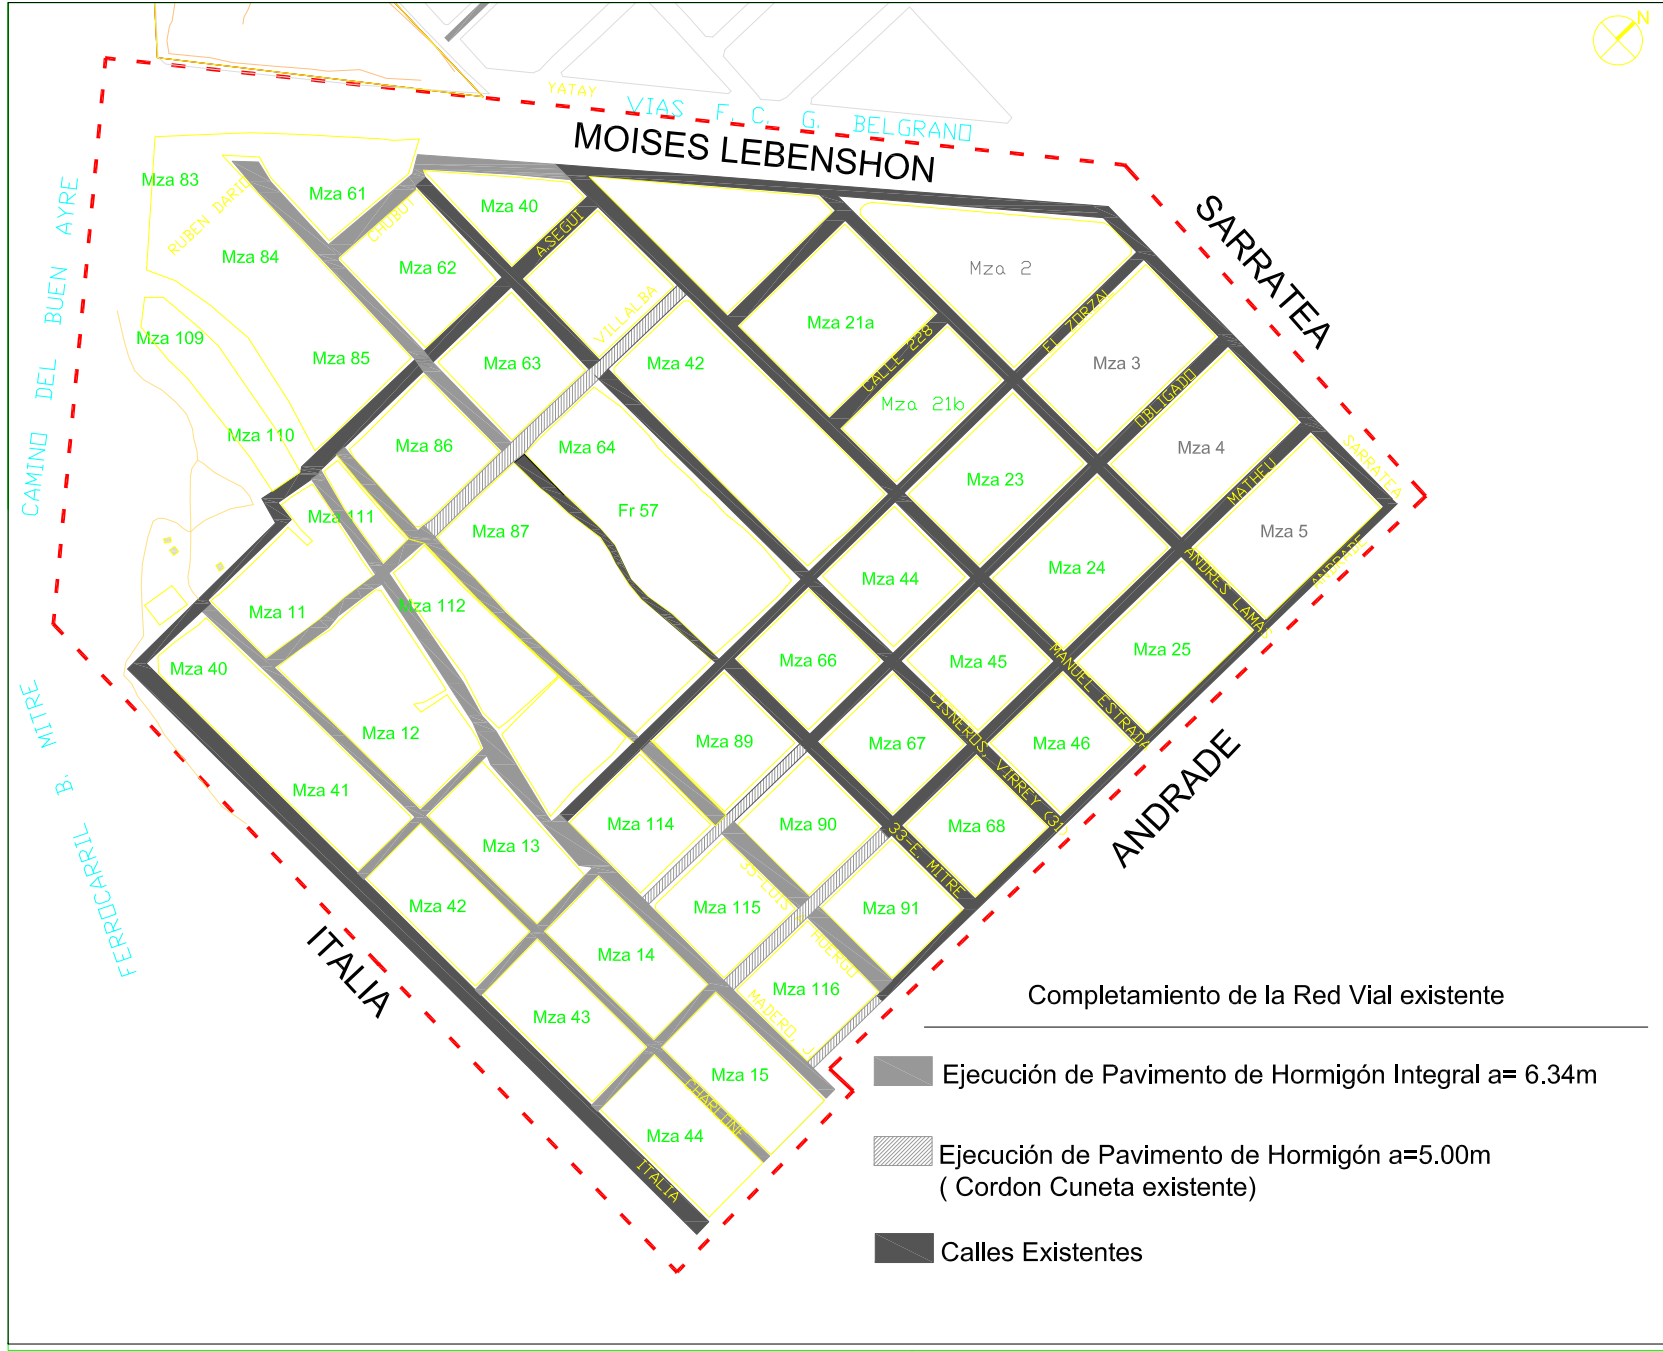 N
YATAY
VIAS F. C. G. BELGRANO
MOISES LEBENSHON
SARRATEA
CAMINO DEL BUEN AYRE
Mza 83
Mza 61
Mza 40
RUBEN DARIO
CHUBUT
A.SEGUI
Mza 84
Mza 62
Mza 2
VILLALBA
EL ZORZAL
Mza 109
Mza 85
Mza 63
Mza 42
Mza 21a
CALLE 228
Mza 3
Mza 21b
OBLIGADO
Mza 110
Mza 86
Mza 64
Mza 4
SARRATEA
Mza 23
MATHEU
Mza 111
Mza 87
Fr 57
Mza 5
ANDRADE
Mza 44
Mza 24
ANDRES LAMAS
Mza 11
Mza 112
Mza 40
Mza 66
Mza 45
MANUEL ESTRADA
Mza 25
FERROCARRIL B. MITRE
Mza 12
Mza 89
Mza 67
CISNEROS, VIRREY (31)
Mza 46
ANDRADE
Mza 41
Mza 13
Mza 114
Mza 90
33-E. MITRE
Mza 68
Mza 42
Mza 115
Mza 91
ITALIA
Mza 14
HUERGO
MADERO, J.
Mza 116
Mza 43
Mza 15
CHARLONE
Mza 44
ITALIA
Completamiento de la Red Vial existente
Ejecución de Pavimento de Hormigón Integral a= 6.34m
Ejecución de Pavimento de Hormigón a=5.00m
( Cordon Cuneta existente)
Calles Existentes